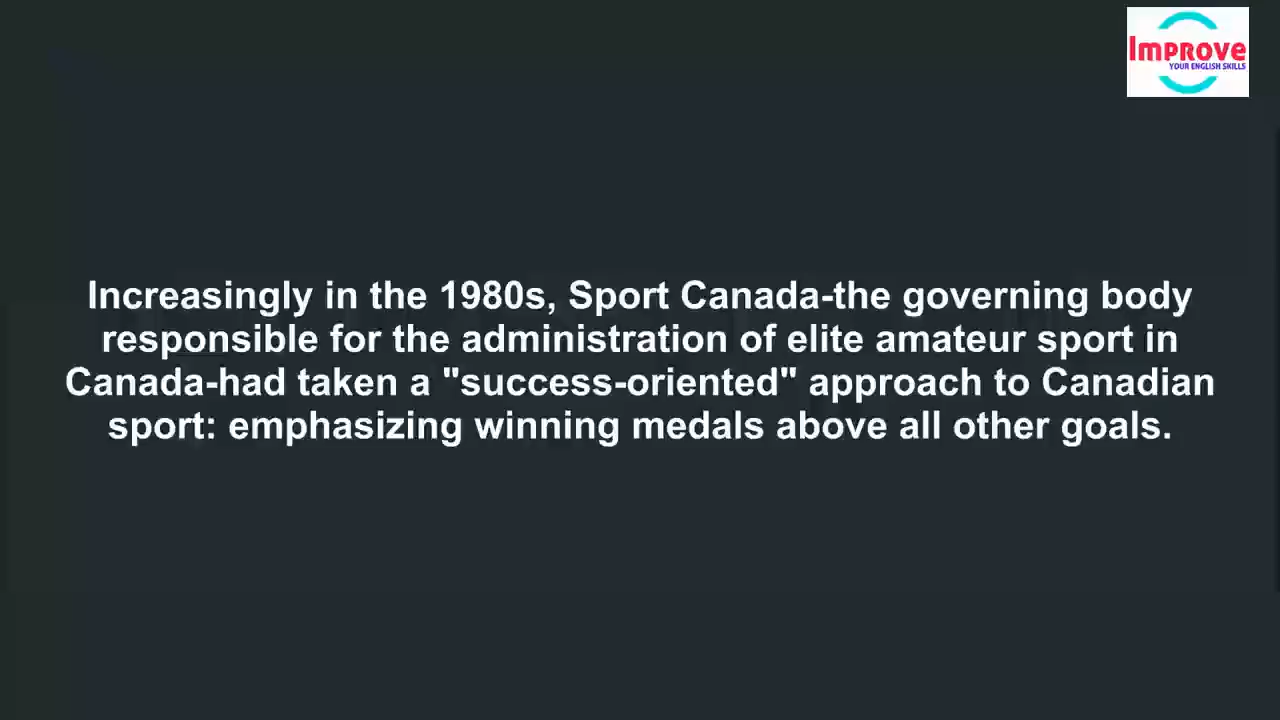 IMPROVE
YOUR ENGLISH SKILLS
Increasingly in the 1980s, Sport Canada-the governing body
responsible for the administration of elite amateur sport in
Canada-had taken a "success-oriented" approach to Canadian
sport: emphasizing winning medals above all other goals.